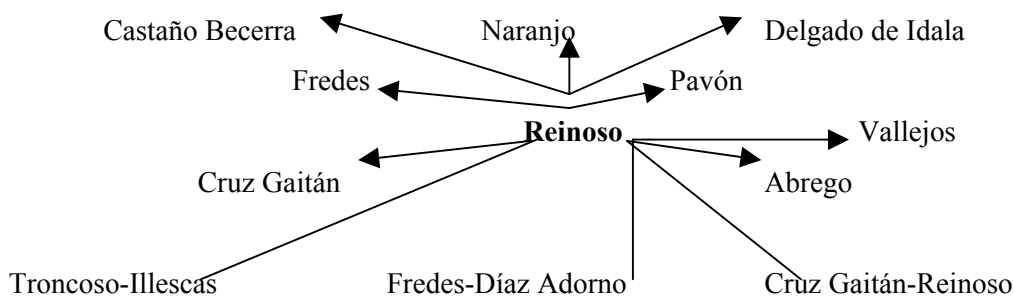 Castaño Becerra Naranjo Delgado de Idala
Fredes Pavón
Reinoso Vallejos
Cruz Gaitán Abrego
Troncoso-Illescas Fredes-Díaz Adorno Cruz Gaitán-Reinoso